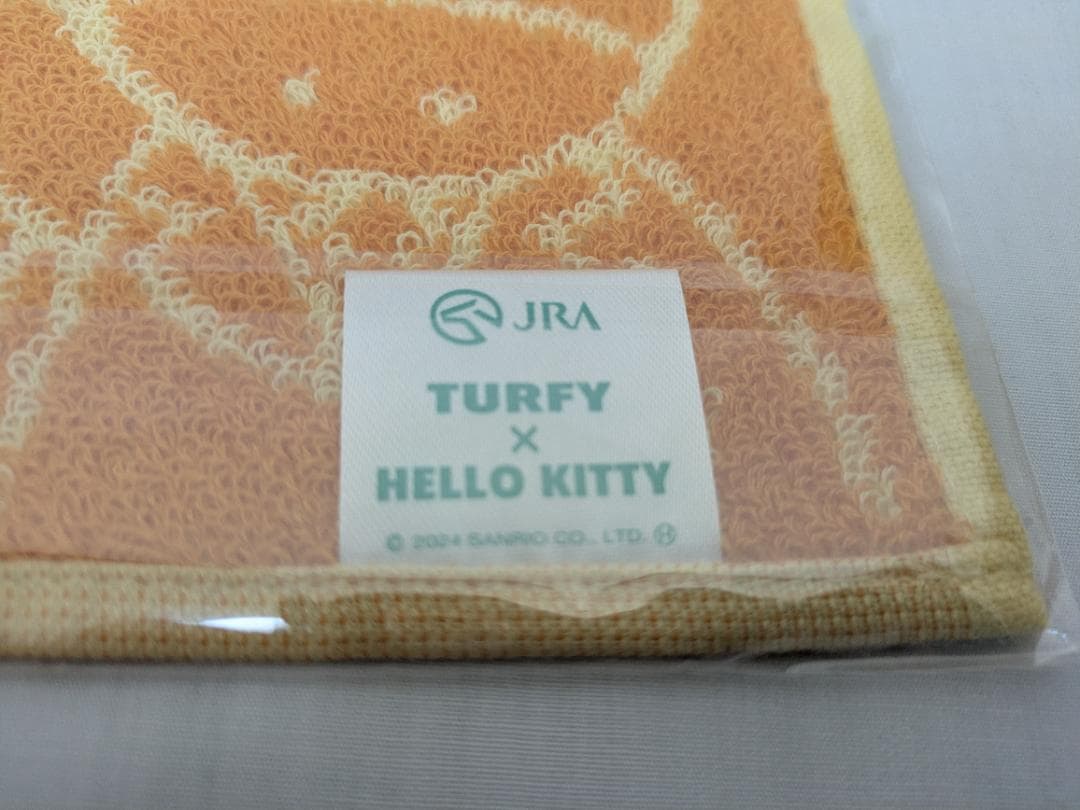 JRA
TURFY
×
HELLO KITTY
© 2024 SANRIO CO., LTD. Ⓗ